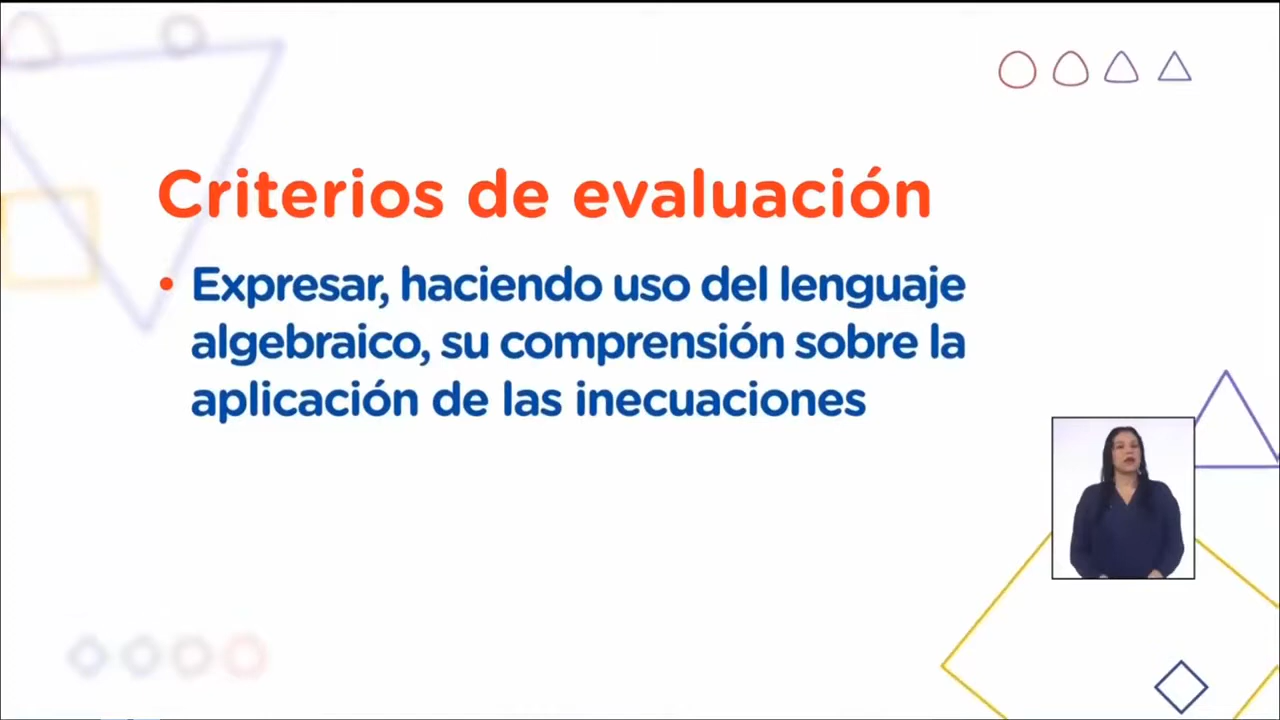 Criterios de evaluación
• Expresar, haciendo uso del lenguaje
algebraico, su comprensión sobre la
aplicación de las inecuaciones